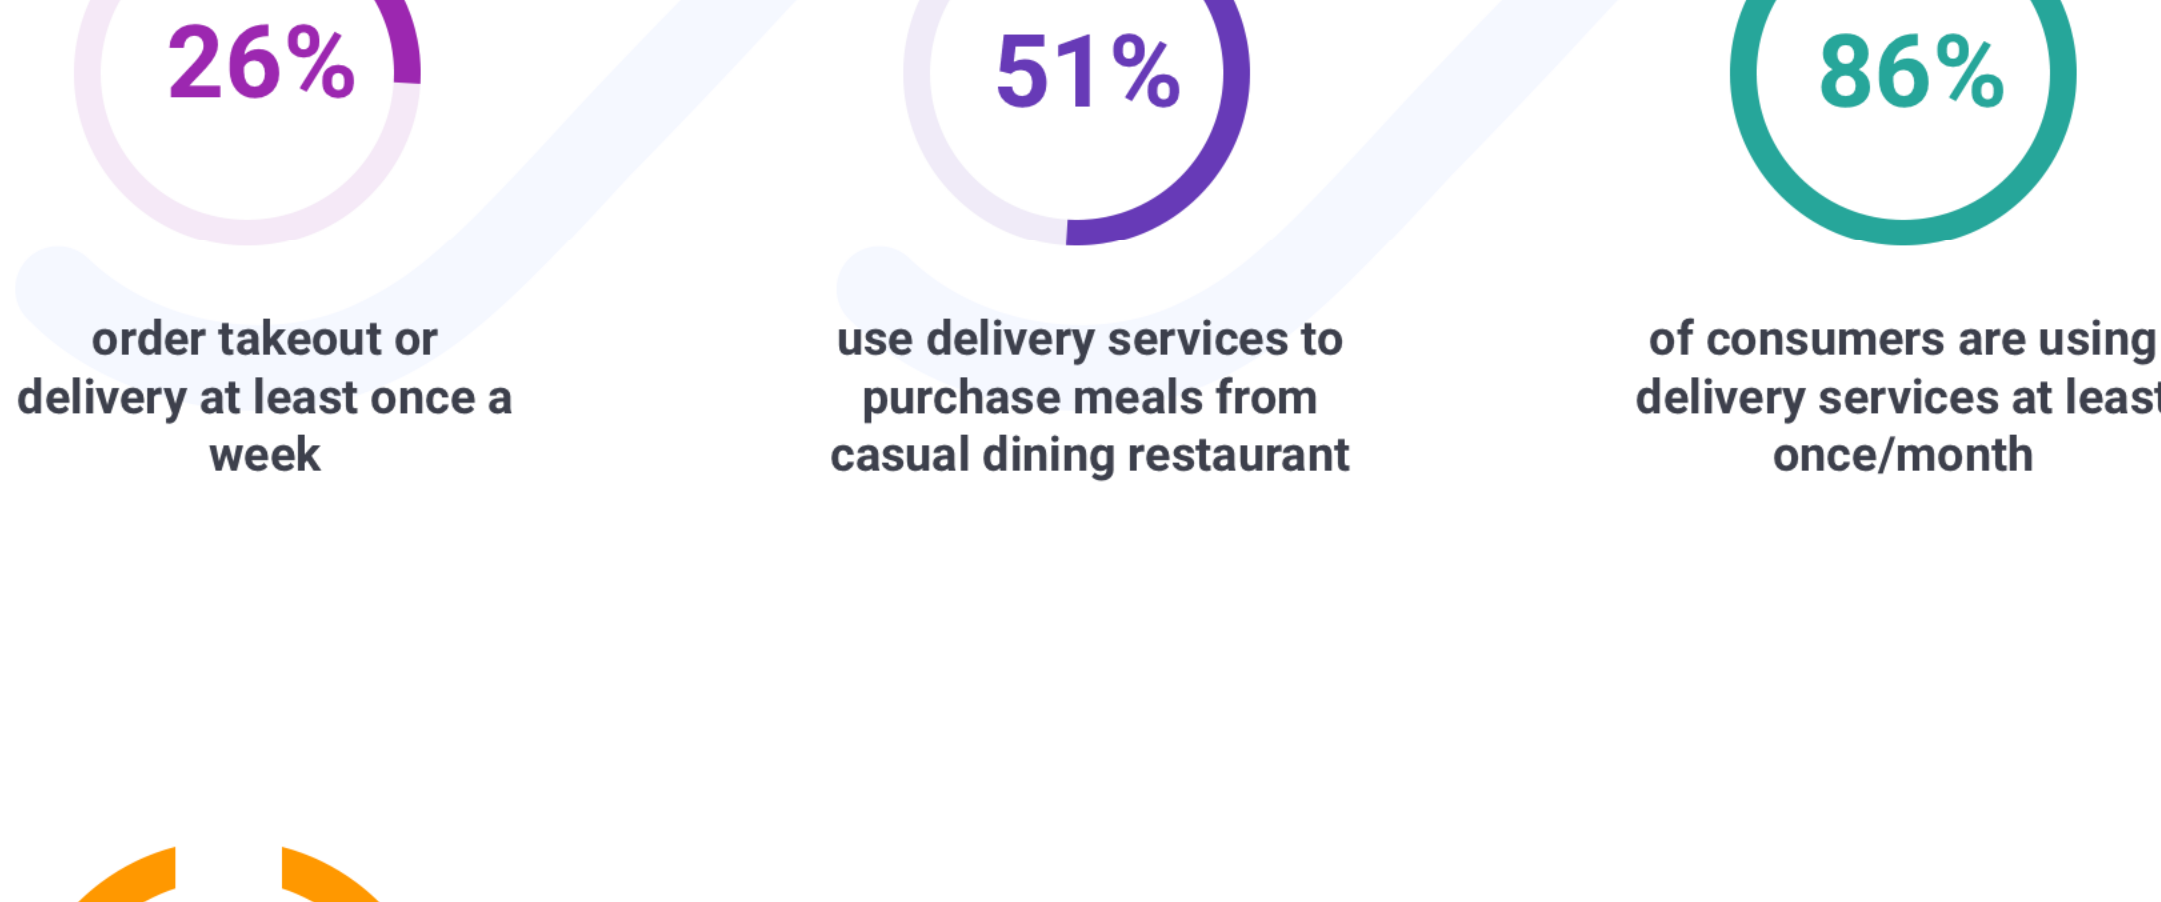 26%
51%
86%
order takeout or
delivery at least once a
week
use delivery services to
purchase meals from
casual dining restaurant
of consumers are using
delivery services at least
once/month